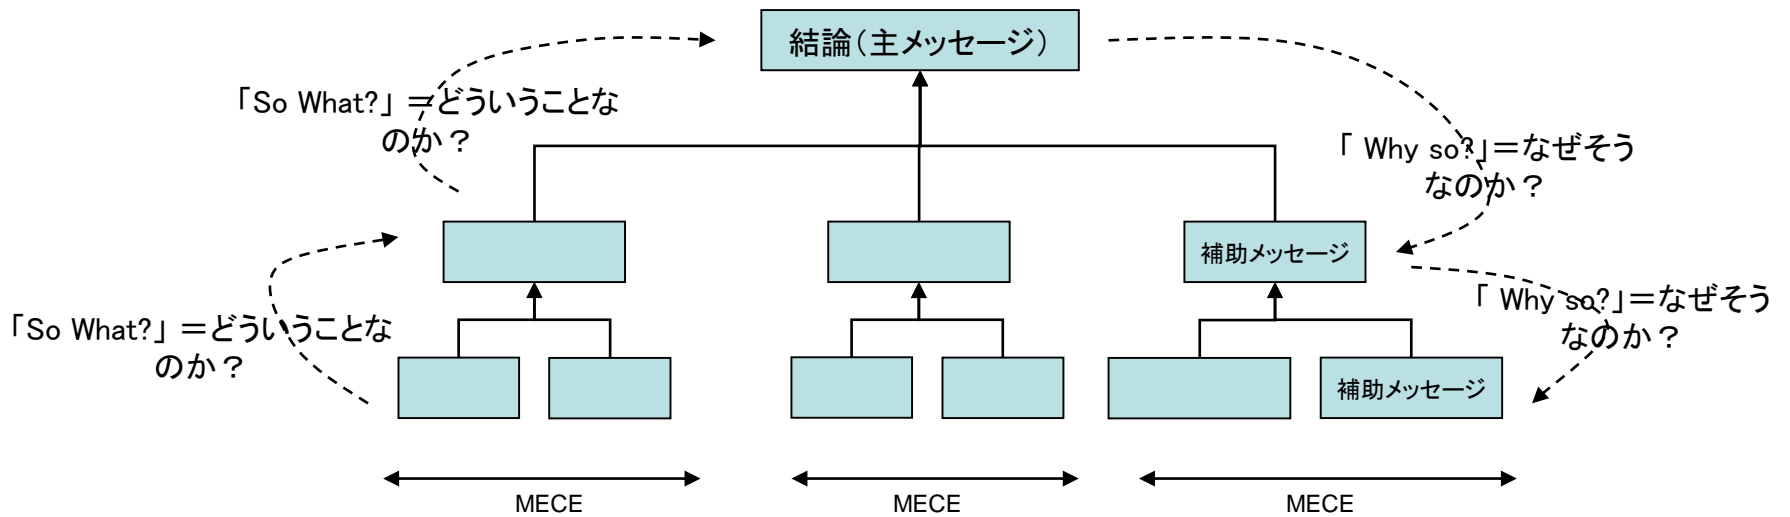 結論（主メッセージ）
「So What?」＝どういうことな
のか？
「 Why so?」＝なぜそう
なのか？
補助メッセージ
「So What?」＝どういうことな
のか？
「 Why so?」＝なぜそう
なのか？
補助メッセージ
MECE
MECE
MECE